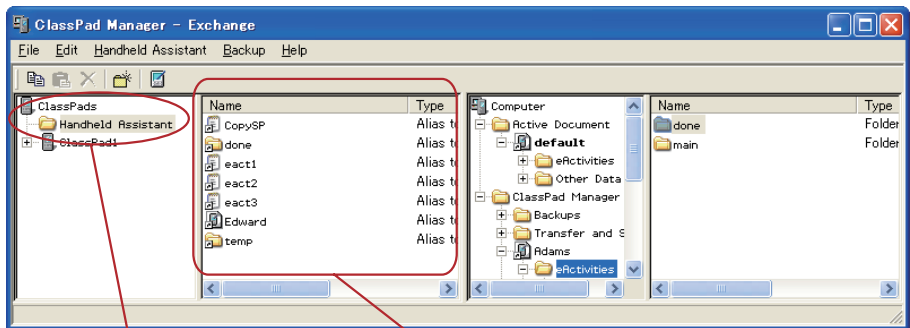 ClassPad Manager - Exchange
File Edit Handheld Assistant Backup Help
ClassPads
Handheld Assistant
ClassPad1
Name Type
CopySP Alias t
done Alias t
eact1 Alias t
eact2 Alias t
eact3 Alias t
Edward Alias t
temp Alias t
Computer
Active Document
default
eActivities
Other Data
ClassPad Manager
Backups
Transfer and S
Adams
eActivities
Name Type
done Folder
main Folder